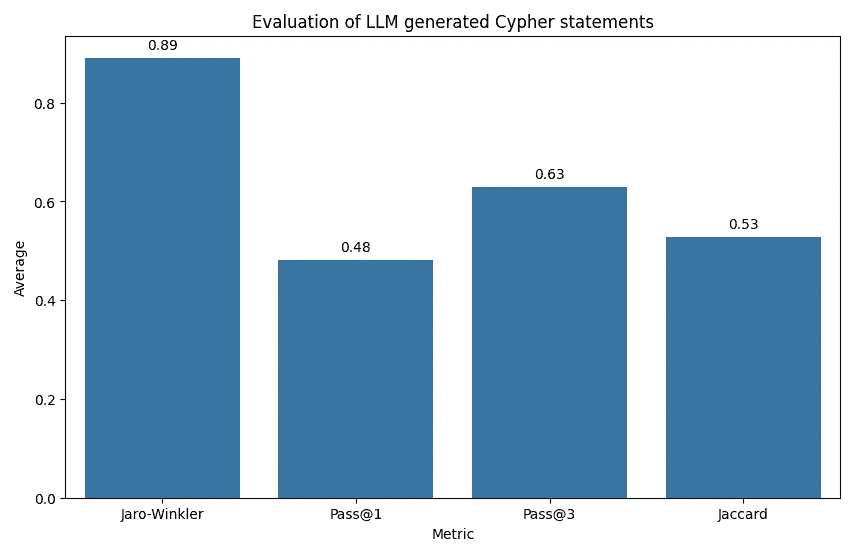 Evaluation of LLM generated Cypher statements
0.89
0.48
0.63
0.53
0.8
0.6
0.4
0.2
0.0
Average
Jaro-Winkler
Pass@1
Pass@3
Jaccard
Metric